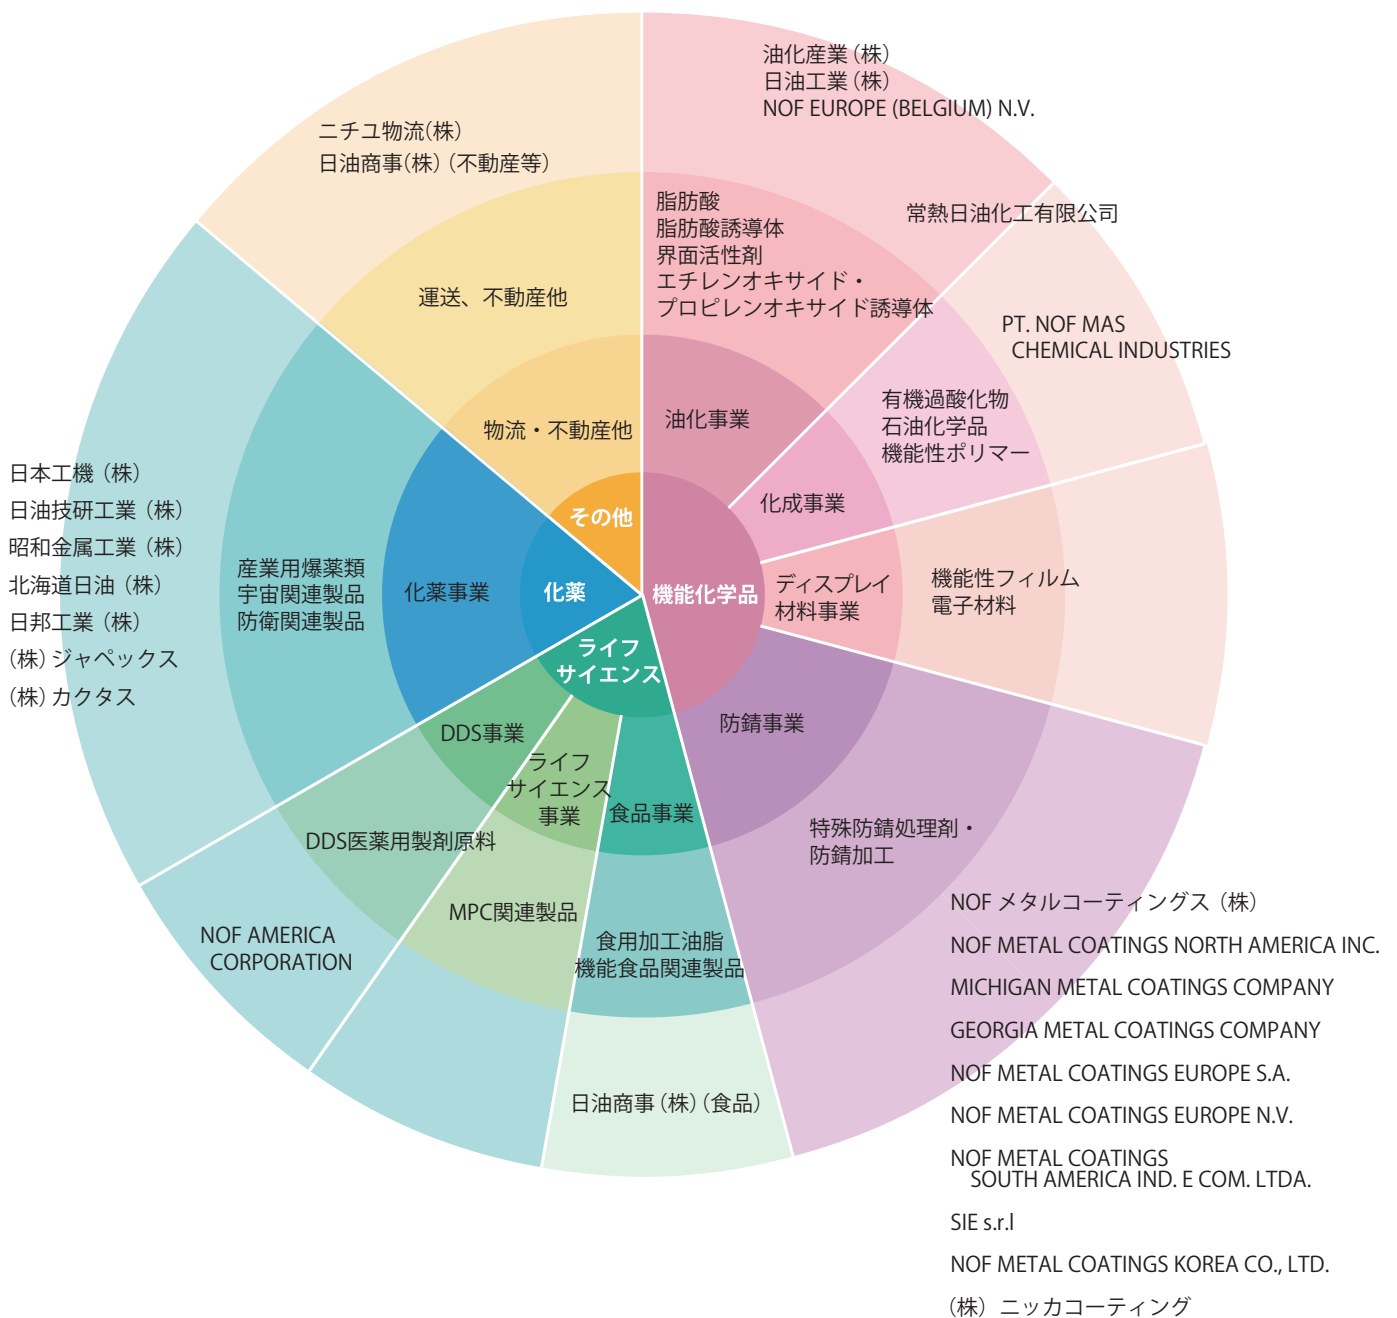 油化産業（株）
日油工業（株）
NOF EUROPE (BELGIUM) N.V.
常熱日油化工有限公司
脂肪酸
脂肪酸誘導体
界面活性剤
エチレンオキサイド・
プロピレンオキサイド誘導体
油化事業
PT. NOF MAS
CHEMICAL INDUSTRIES
有機過酸化物
石油化学品
機能性ポリマー
化成事業
機能性フィルム
電子材料
ディスプレイ
材料事業
機能化学品
防錆事業
特殊防錆処理剤・
防錆加工
NOF メタルコーティングス（株）
NOF METAL COATINGS NORTH AMERICA INC.
MICHIGAN METAL COATINGS COMPANY
GEORGIA METAL COATINGS COMPANY
NOF METAL COATINGS EUROPE S.A.
NOF METAL COATINGS EUROPE N.V.
NOF METAL COATINGS
SOUTH AMERICA IND. E COM. LTDA.
SIE s.r.l
NOF METAL COATINGS KOREA CO., LTD.
（株）ニッカコーティング
ライフ
サイエンス
食品事業
食用加工油脂
機能食品関連製品
日油商事（株）（食品）
ライフ
サイエンス
事業
MPC関連製品
DDS事業
DDS医薬用製剤原料
NOF AMERICA
CORPORATION
化薬
化薬事業
産業用爆薬類
宇宙関連製品
防衛関連製品
日本工機（株）
日油技研工業（株）
昭和金属工業（株）
北海道日油（株）
日邦工業（株）
（株）ジャペックス
（株）カクタス
その他
物流・不動産他
運送、不動産他
ニチユ物流（株）
日油商事（株）（不動産等）